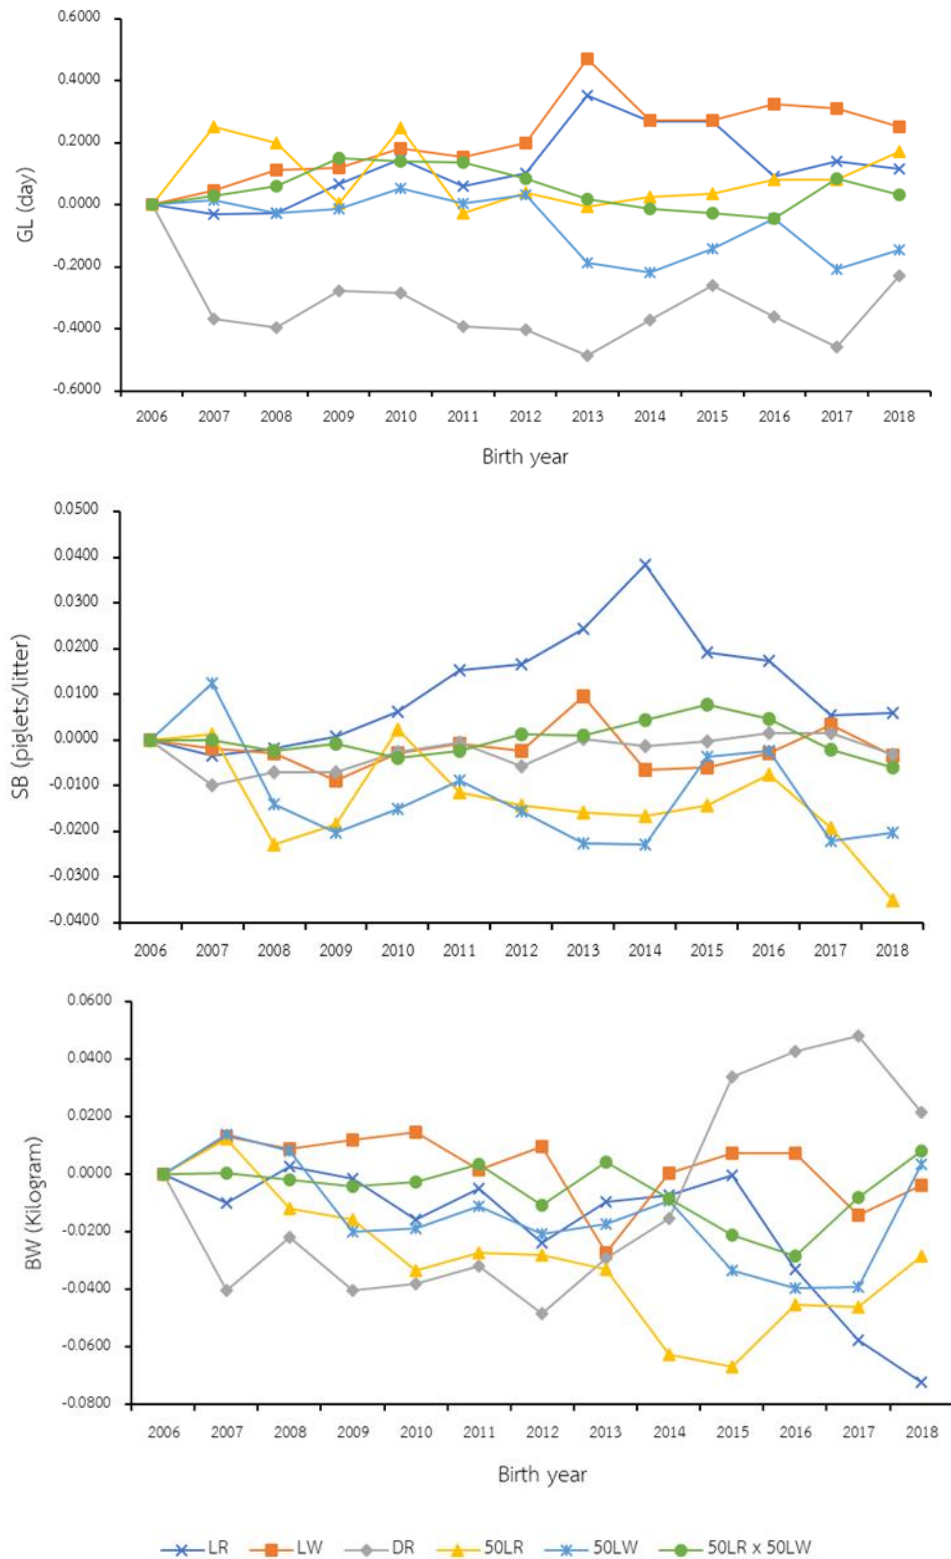 0.6000
0.4000
0.2000
0.0000
-0.2000
-0.4000
-0.6000
GL (day)
2006 2007 2008 2009 2010 2011 2012 2013 2014 2015 2016 2017 2018
Birth year
0.0500
0.0400
0.0300
0.0200
0.0100
0.0000
-0.0100
-0.0200
-0.0300
-0.0400
SB (piglets/litter)
2006 2007 2008 2009 2010 2011 2012 2013 2014 2015 2016 2017 2018
0.0600
0.0400
0.0200
0.0000
-0.0200
-0.0400
-0.0600
-0.0800
BW (Kilogram)
2006 2007 2008 2009 2010 2011 2012 2013 2014 2015 2016 2017 2018
Birth year
LR LW DR 50LR 50LW 50LR x 50LW